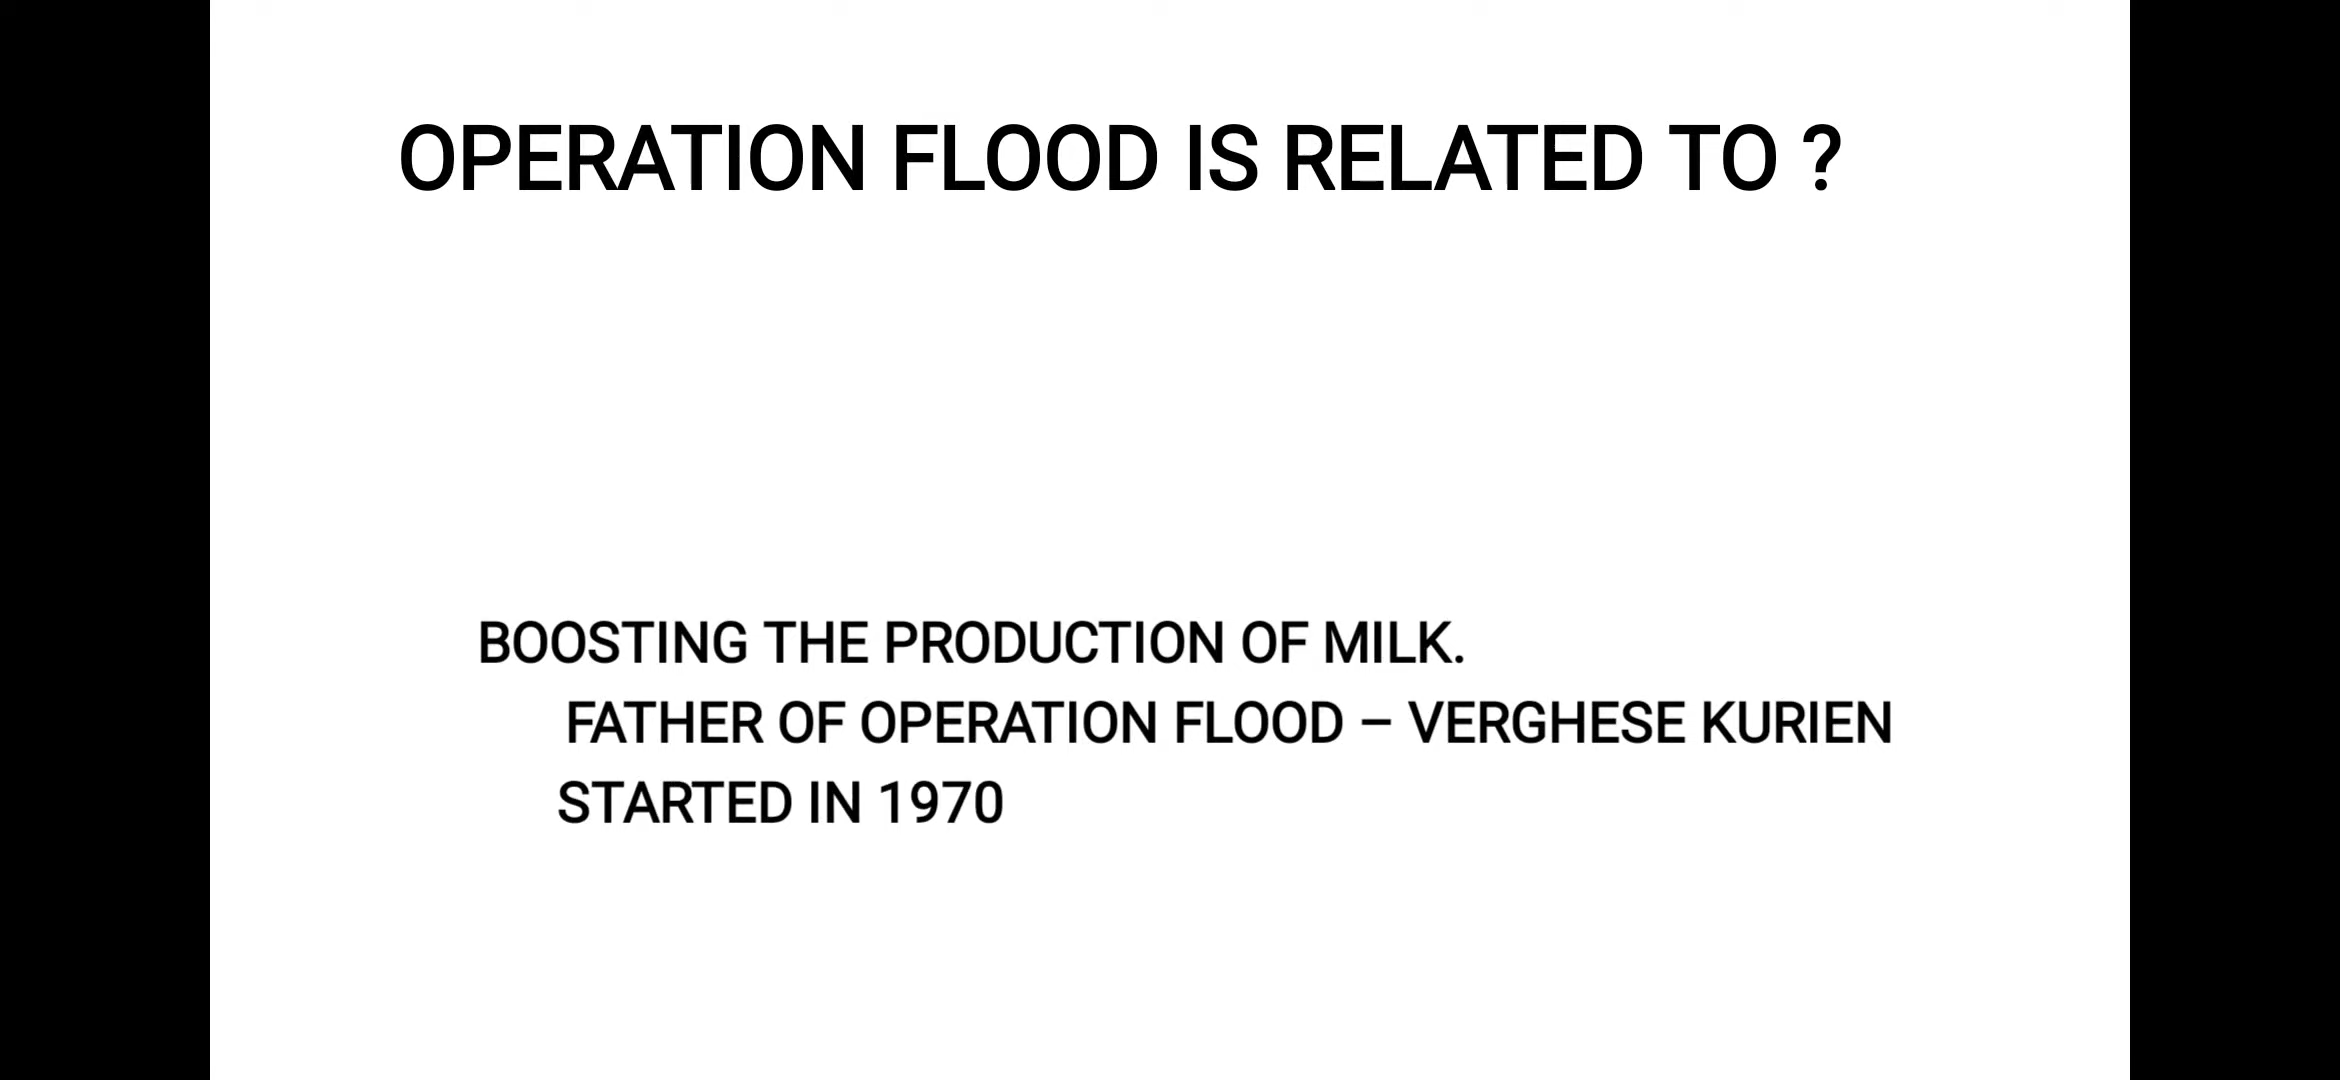 OPERATION FLOOD IS RELATED TO ?
BOOSTING THE PRODUCTION OF MILK.
FATHER OF OPERATION FLOOD – VERGHESE KURIEN
STARTED IN 1970